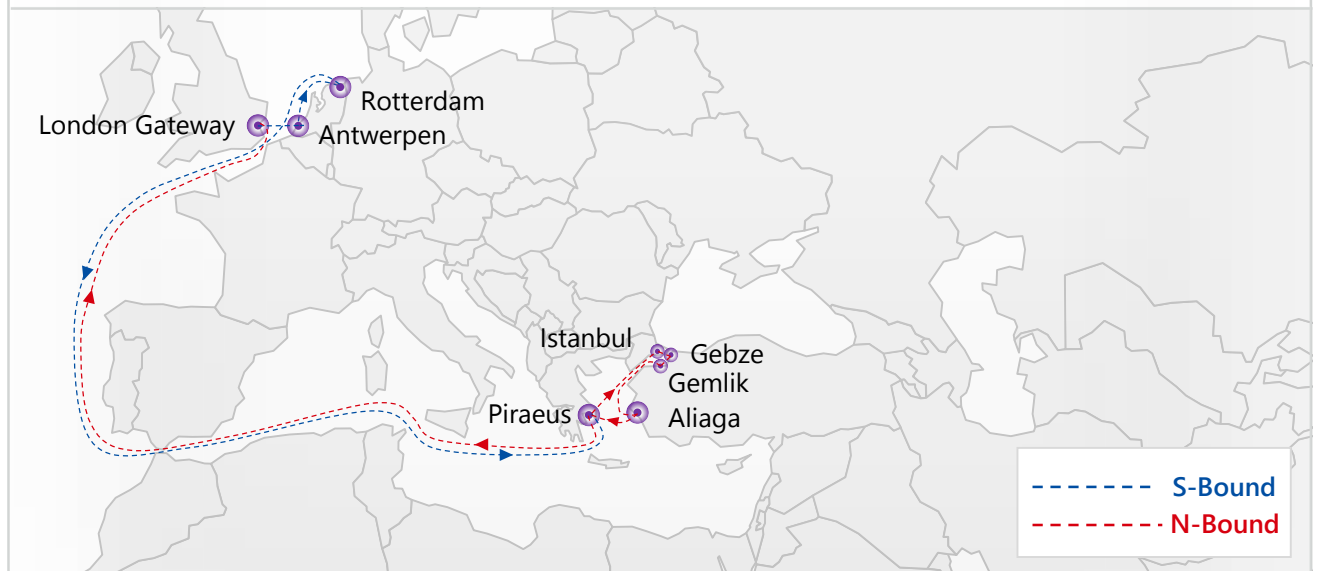 Rotterdam
London Gateway
Antwerpen
Istanbul
Gebze
Gemlik
Piraeus
Aliaga
S-Bound
N-Bound